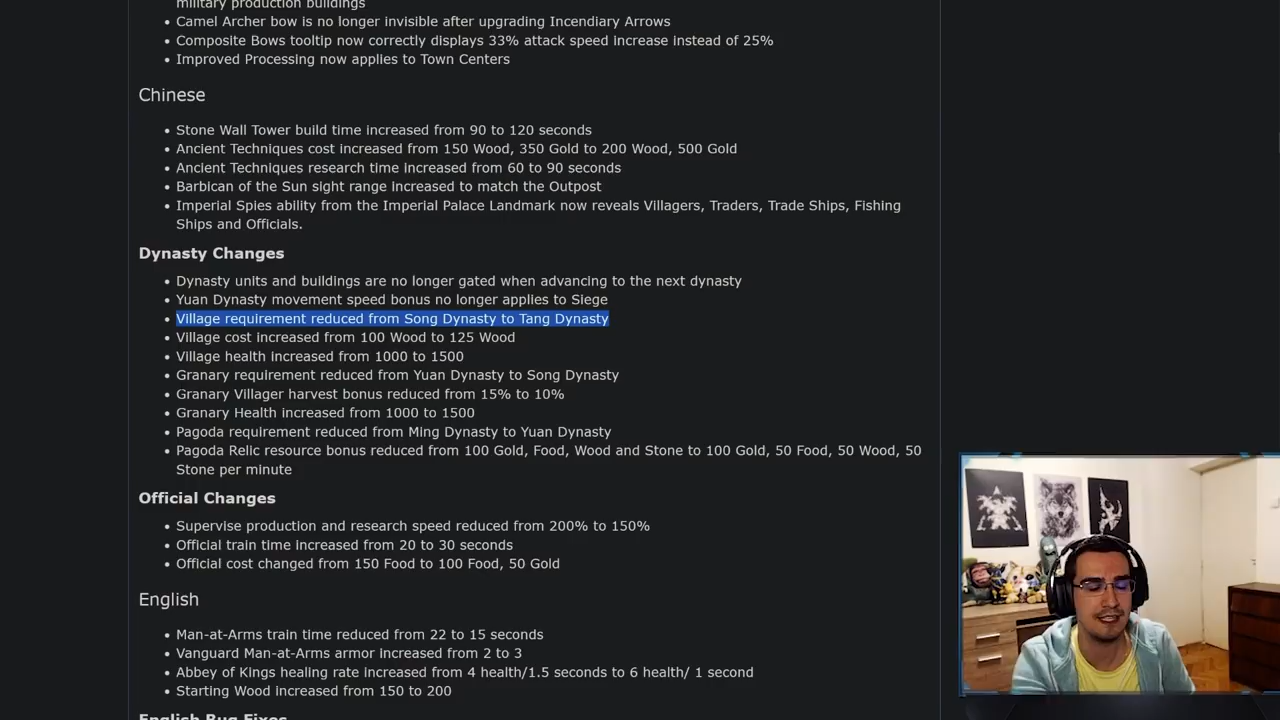 military production buildings
• Camel Archer bow is no longer invisible after upgrading Incendiary Arrows
• Composite Bows tooltip now correctly displays 33% attack speed increase instead of 25%
• Improved Processing now applies to Town Centers
Chinese
• Stone Wall Tower build time increased from 90 to 120 seconds
• Ancient Techniques cost increased from 150 Wood, 350 Gold to 200 Wood, 500 Gold
• Ancient Techniques research time increased from 60 to 90 seconds
• Barbican of the Sun sight range increased to match the Outpost
• Imperial Spies ability from the Imperial Palace Landmark now reveals Villagers, Traders, Trade Ships, Fishing
Ships and Officials.
Dynasty Changes
• Dynasty units and buildings are no longer gated when advancing to the next dynasty
• Yuan Dynasty movement speed bonus no longer applies to Siege
• Village requirement reduced from Song Dynasty to Tang Dynasty
• Village cost increased from 100 Wood to 125 Wood
• Village health increased from 1000 to 1500
• Granary requirement reduced from Yuan Dynasty to Song Dynasty
• Granary Villager harvest bonus reduced from 15% to 10%
• Granary Health increased from 1000 to 1500
• Pagoda requirement reduced from Ming Dynasty to Yuan Dynasty
• Pagoda Relic resource bonus reduced from 100 Gold, Food, Wood and Stone to 100 Gold, 50 Food, 50 Wood, 50
Stone per minute
Official Changes
• Supervise production and research speed reduced from 200% to 150%
• Official train time increased from 20 to 30 seconds
• Official cost changed from 150 Food to 100 Food, 50 Gold
English
• Man-at-Arms train time reduced from 22 to 15 seconds
• Vanguard Man-at-Arms armor increased from 2 to 3
• Abbey of Kings healing rate increased from 4 health/1.5 seconds to 6 health/ 1 second
• Starting Wood increased from 150 to 200
English Bug Fixes